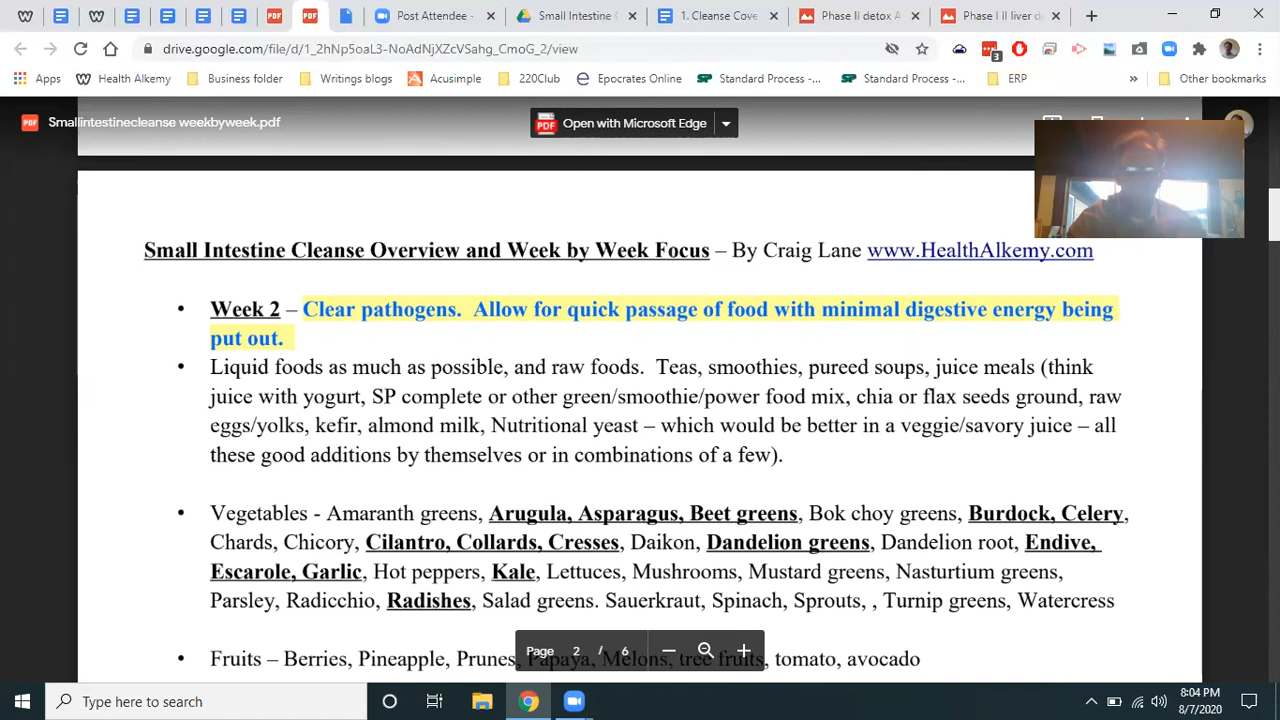 Post Attendee -
Small Intestine C
1. Cleanse Cove
Phase II detox A
Phase I II liver d
drive.google.com/file/d/1_2hNp5oaL3-NoAdNjXZcVSahg_CmoG_2/view
3
Apps
Health Alkemy
Business folder
Writings blogs
Acusimple
220Club
Epocrates Online
Standard Process -...
Standard Process -...
ERP
»
Other bookmarks
PDF
Smallintestinecleanse weekbyweek.pdf
PDF
Open with Microsoft Edge
Small Intestine Cleanse Overview and Week by Week Focus – By Craig Lane www.HealthAlkemy.com
• Week 2 – Clear pathogens. Allow for quick passage of food with minimal digestive energy being
put out.
• Liquid foods as much as possible, and raw foods. Teas, smoothies, pureed soups, juice meals (think
juice with yogurt, SP complete or other green/smoothie/power food mix, chia or flax seeds ground, raw
eggs/yolks, kefir, almond milk, Nutritional yeast – which would be better in a veggie/savory juice – all
these good additions by themselves or in combinations of a few).
• Vegetables - Amaranth greens, Arugula, Asparagus, Beet greens, Bok choy greens, Burdock, Celery,
Chards, Chicory, Cilantro, Collards, Cresses, Daikon, Dandelion greens, Dandelion root, Endive,
Escarole, Garlic, Hot peppers, Kale, Lettuces, Mushrooms, Mustard greens, Nasturtium greens,
Parsley, Radicchio, Radishes, Salad greens. Sauerkraut, Spinach, Sprouts, , Turnip greens, Watercress
• Fruits – Berries, Pineapple, Prunes, Papaya, Melons, tree fruits, tomato, avocado
Page 2 / 6
Type here to search
8:04 PM
8/7/2020